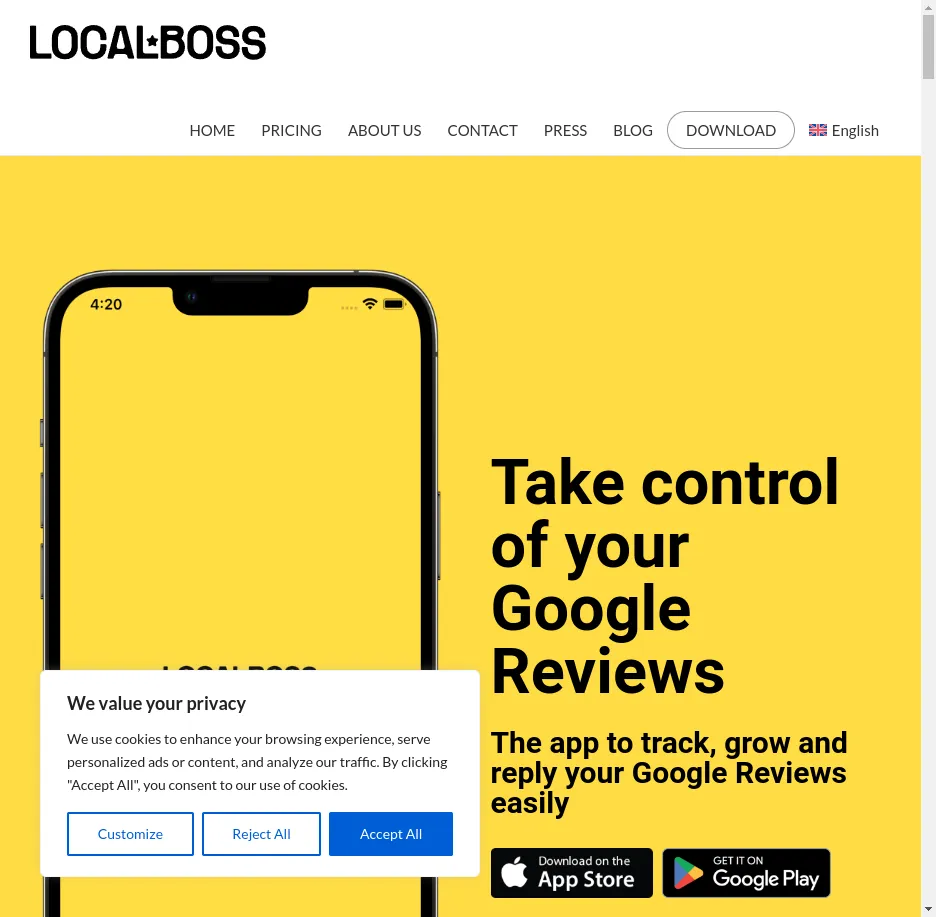 LOCAL★BOSS
HOME PRICING ABOUT US CONTACT PRESS BLOG DOWNLOAD English
4:20
Take control
of your
Google
Reviews
LOCAL BOSS
The app to track, grow and
reply your Google Reviews
easily
Download on the
App Store
GET IT ON
Google Play
We value your privacy
We use cookies to enhance your browsing experience, serve
personalized ads or content, and analyze our traffic. By clicking
"Accept All", you consent to our use of cookies.
Customize Reject All Accept All